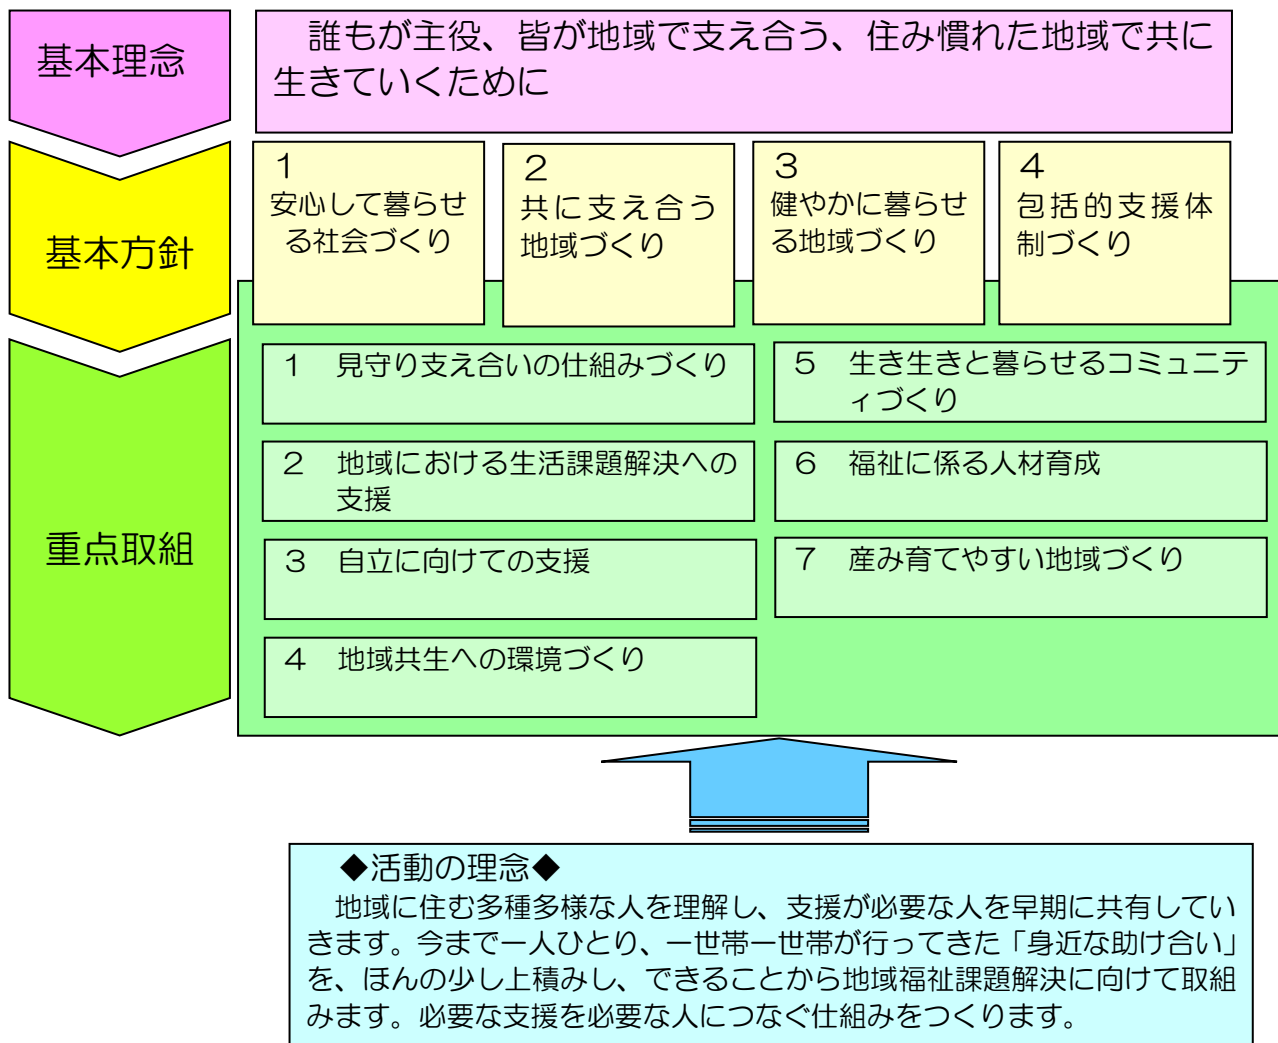 基本理念
誰もが主役、皆が地域で支え合う、住み慣れた地域で共に
生きていくために
基本方針
1
安心して暮らせ
る社会づくり
2
共に支え合う
地域づくり
3
健やかに暮らせ
る地域づくり
4
包括的支援体
制づくり
重点取組
1 見守り支え合いの仕組みづくり
2 地域における生活課題解決への
支援
3 自立に向けての支援
4 地域共生への環境づくり
5 生き生きと暮らせるコミュニテ
ィづくり
6 福祉に係る人材育成
7 産み育てやすい地域づくり
◆活動の理念◆
地域に住む多種多様な人を理解し、支援が必要な人を早期に共有してい
きます。今まで一人ひとり、一世帯一世帯が行ってきた「身近な助け合い」
を、ほんの少し上積みし、できることから地域福祉課題解決に向けて取組
みます。必要な支援を必要な人につなぐ仕組みをつくります。